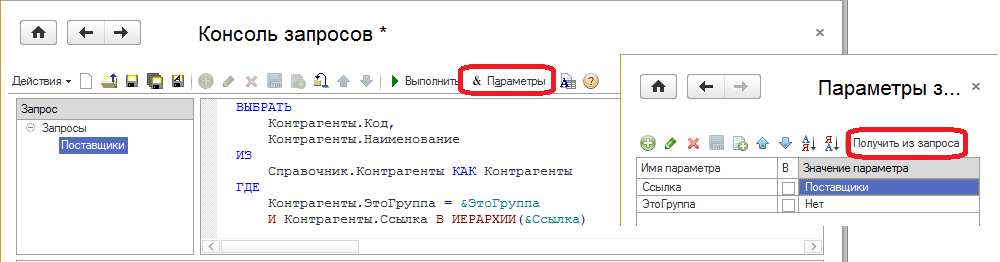 Консоль запросов *
Действия
Выполнить
& Параметры
Запрос
Запросы
Поставщики
ВЫБРАТЬ
Контрагенты.Код,
Контрагенты.Наименование
ИЗ
Справочник.Контрагенты КАК Контрагенты
ГДЕ
Контрагенты.ЭтоГруппа = &ЭтоГруппа
И Контрагенты.Ссылка В ИЕРАРХИИ(&Ссылка)
Параметры з...
Получить из запроса
Имя параметра В Значение параметра
Ссылка Поставщики
ЭтоГруппа Нет